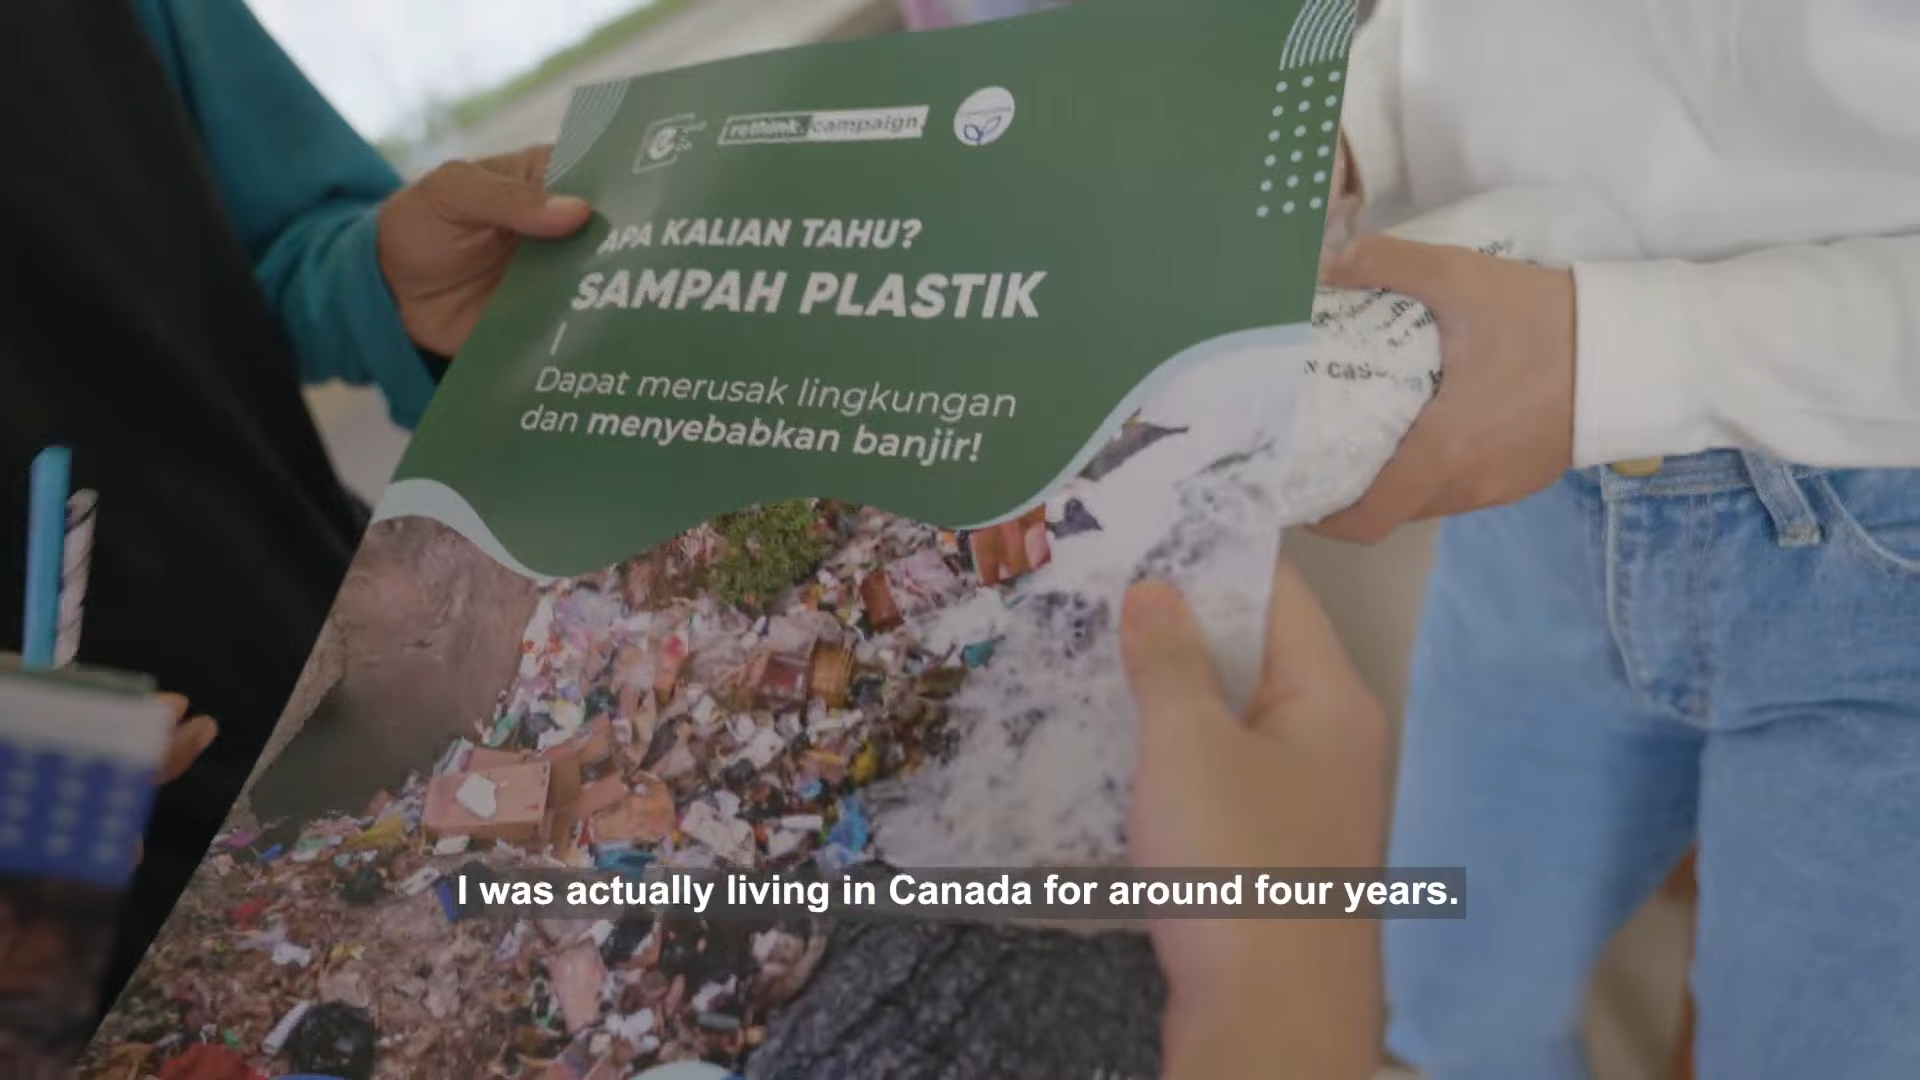 rethink. campaign.
APA KALIAN TAHU?
SAMPAH PLASTIK
Dapat merusak lingkungan
dan menyebabkan banjir!
I was actually living in Canada for around four years.